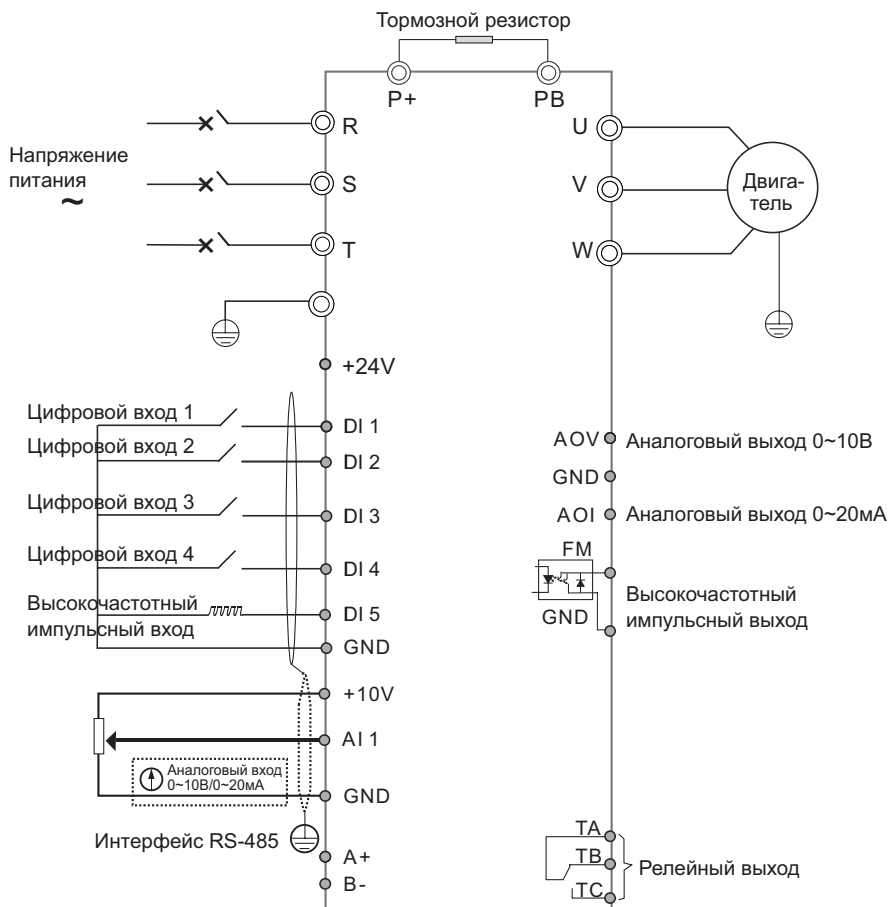 Тормозной резистор
P+
PB
R
U
Напряжение
питания
~
S
V
Двига-
тель
T
W
+24V
Цифровой вход 1
DI 1
Цифровой вход 2
DI 2
AOV
Аналоговый выход 0~10В
GND
Цифровой вход 3
DI 3
AOI
Аналоговый выход 0~20мА
Цифровой вход 4
DI 4
FM
Высокочастотный
импульсный вход
DI 5
GND
Высокочастотный
импульсный выход
GND
+10V
AI 1
Аналоговый вход
0~10В/0~20мА
GND
Интерфейс RS-485
A+
B-
TA
TB
TC
Релейный выход